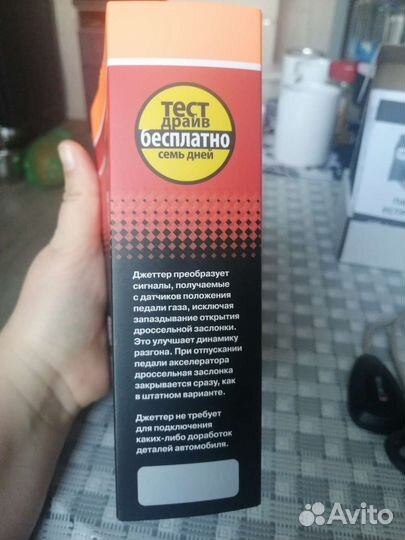 тест
драйв
бесплатно
семь дней
Джеттер преобразует
сигналы, получаемые
с датчиков положения
педали газа, исключая
запаздывание открытия
дроссельной заслонки.
Это улучшает динамику
разгона. При отпускании
педали акселератора
дроссельная заслонка
закрывается сразу, как
в штатном варианте.
Джеттер не требует
для подключения
каких-либо доработок
деталей автомобиля.
Avito